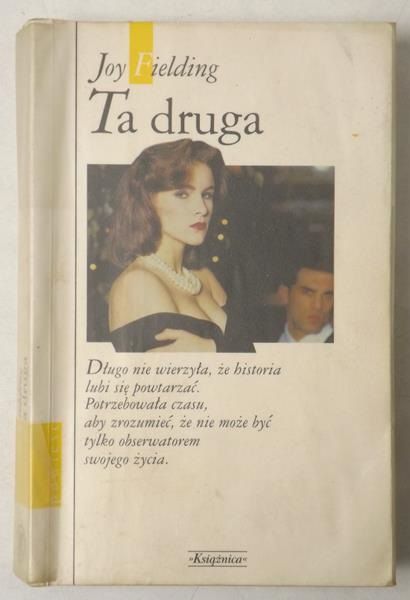 Joy Fielding
Ta druga
Długo nie wierzyła, że historia
lubi się powtarzać.
Potrzebowała czasu,
aby zrozumieć, że nie może być
tylko obserwatorem
swojego życia.
»Książnica«